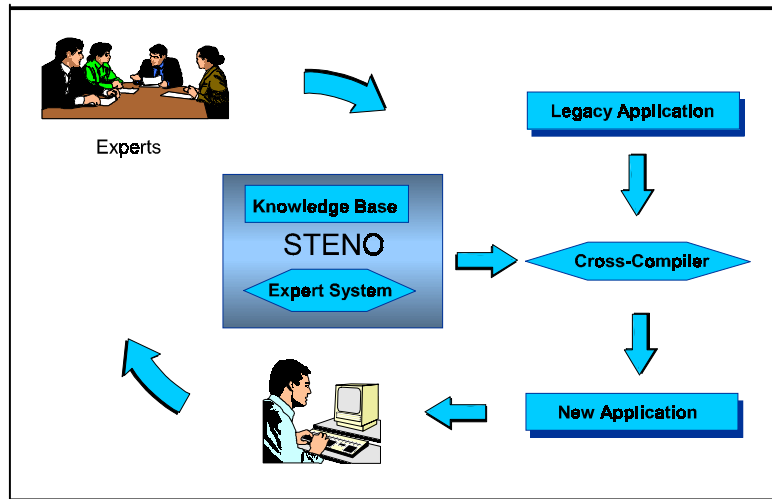 Experts
Legacy Application
Knowledge Base
STENO
Expert System
Cross-Compiler
New Application